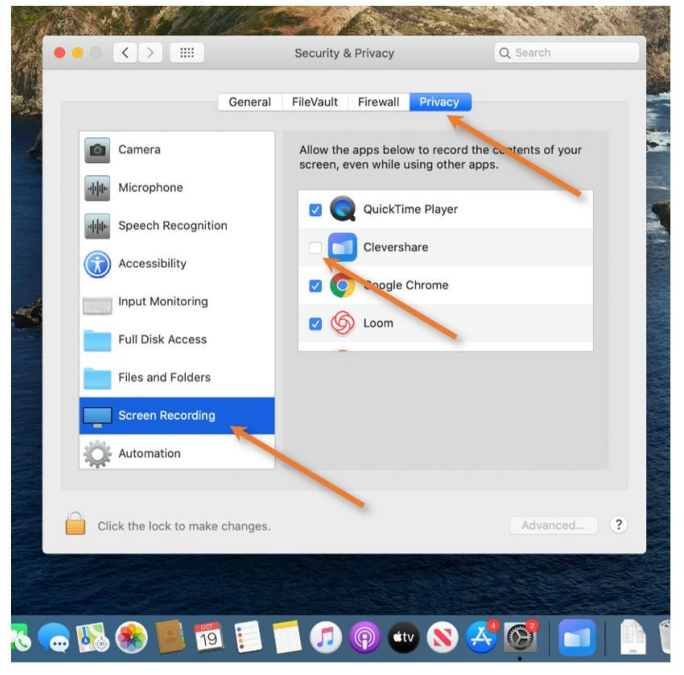 Security & Privacy
Search
General
FileVault
Firewall
Privacy
Camera
Microphone
Speech Recognition
Accessibility
Input Monitoring
Full Disk Access
Files and Folders
Screen Recording
Automation
Allow the apps below to record the contents of your
screen, even while using other apps.
QuickTime Player
Clevershare
Google Chrome
Loom
Click the lock to make changes.
Advanced...
?
OCT
19
tv
4
2